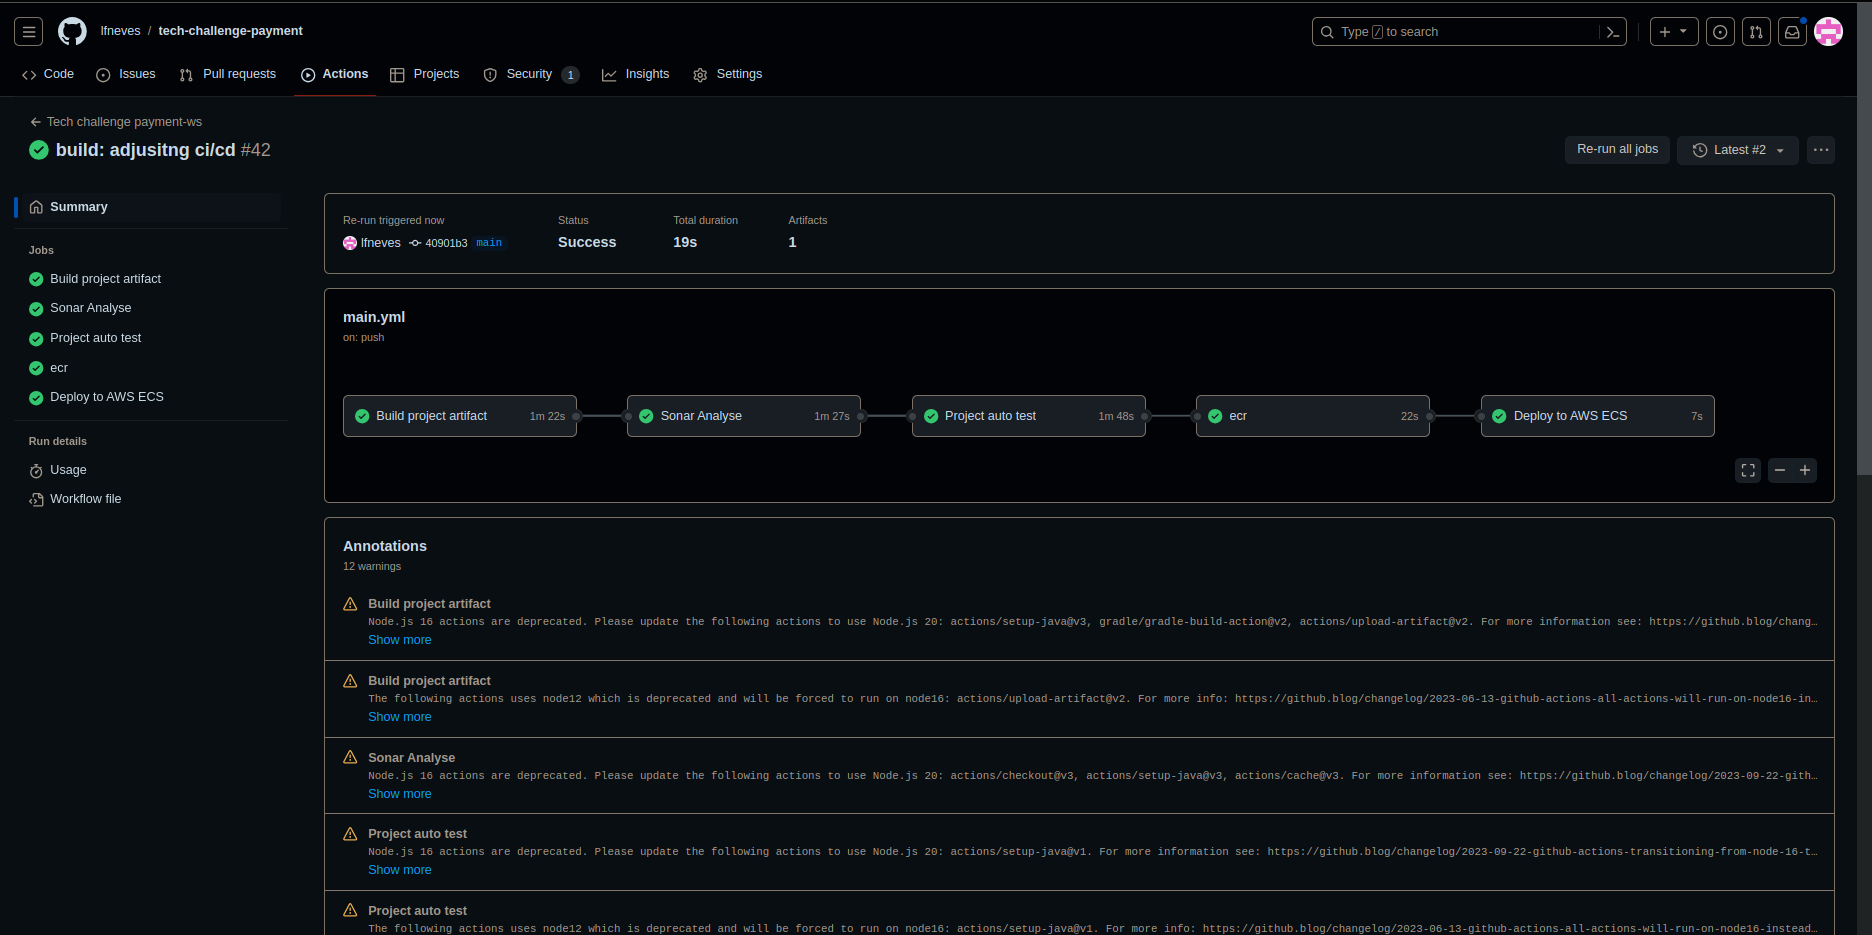 lfneves / tech-challenge-payment
Type / to search
Code Issues Pull requests Actions Projects Security 1 Insights Settings
Tech challenge payment-ws
build: adjusitng ci/cd #42
Re-run all jobs
Latest #2
Summary
Jobs
Build project artifact
Sonar Analyse
Project auto test
ecr
Deploy to AWS ECS
Run details
Usage
Workflow file
Re-run triggered now
lfneves 40901b3 main
Status
Success
Total duration
19s
Artifacts
1
main.yml
on: push
Build project artifact 1m 22s
Sonar Analyse 1m 27s
Project auto test 1m 48s
ecr 22s
Deploy to AWS ECS 7s
Annotations
12 warnings
Build project artifact
Node.js 16 actions are deprecated. Please update the following actions to use Node.js 20: actions/setup-java@v3, gradle/gradle-build-action@v2, actions/upload-artifact@v2. For more information see: https://github.blog/chang…
Show more
Build project artifact
The following actions uses node12 which is deprecated and will be forced to run on node16: actions/upload-artifact@v2. For more info: https://github.blog/changelog/2023-06-13-github-actions-all-actions-will-run-on-node16-in…
Show more
Sonar Analyse
Node.js 16 actions are deprecated. Please update the following actions to use Node.js 20: actions/checkout@v3, actions/setup-java@v3, actions/cache@v3. For more information see: https://github.blog/changelog/2023-09-22-gith…
Show more
Project auto test
Node.js 16 actions are deprecated. Please update the following actions to use Node.js 20: actions/setup-java@v1. For more information see: https://github.blog/changelog/2023-09-22-github-actions-transitioning-from-node-16-t…
Show more
Project auto test
The following actions uses node12 which is deprecated and will be forced to run on node16: actions/setup-java@v1. For more info: https://github.blog/changelog/2023-06-13-github-actions-all-actions-will-run-on-node16-instead…